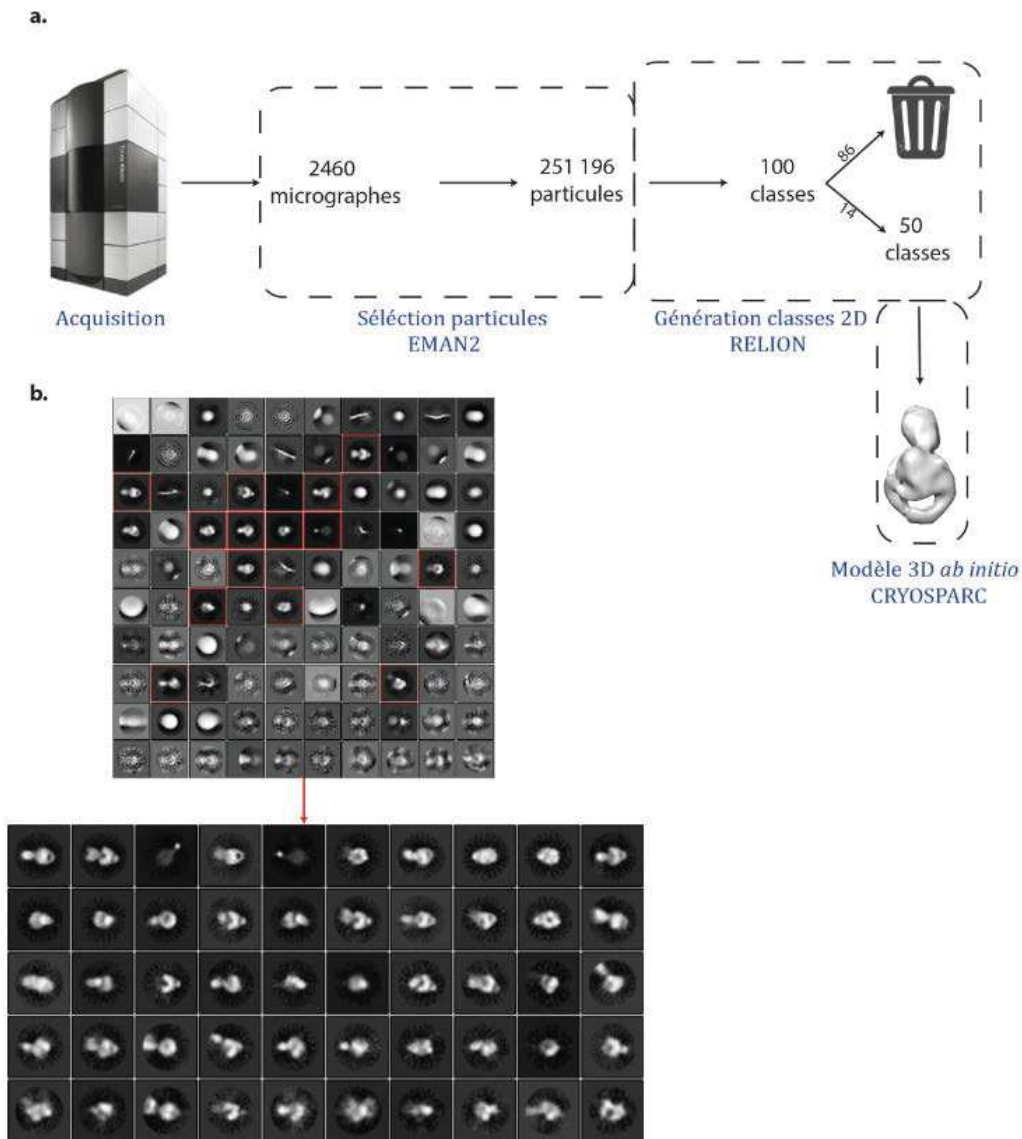 a.
2460
micrographes
251 196
particules
100
classes
86
14
50
classes
Acquisition
Séléction particules
EMAN2
Génération classes 2D
RELION
Modèle 3D ab initio
CRYOSPARC
b.